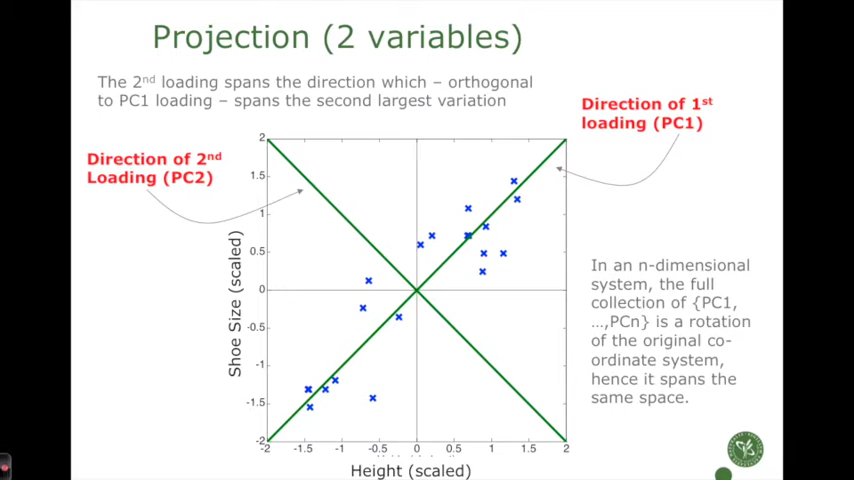 Projection (2 variables)
The 2nd loading spans the direction which – orthogonal
to PC1 loading – spans the second largest variation
Direction of 1st
loading (PC1)
Direction of 2nd
Loading (PC2)
2
1.5
1
0.5
0
-0.5
-1
-1.5
-2
Shoe Size (scaled)
-2 -1.5 -1 -0.5 0 0.5 1 1.5 2
Height (scaled)
In an n-dimensional
system, the full
collection of {PC1,
…,PCn} is a rotation
of the original co-
ordinate system,
hence it spans the
same space.